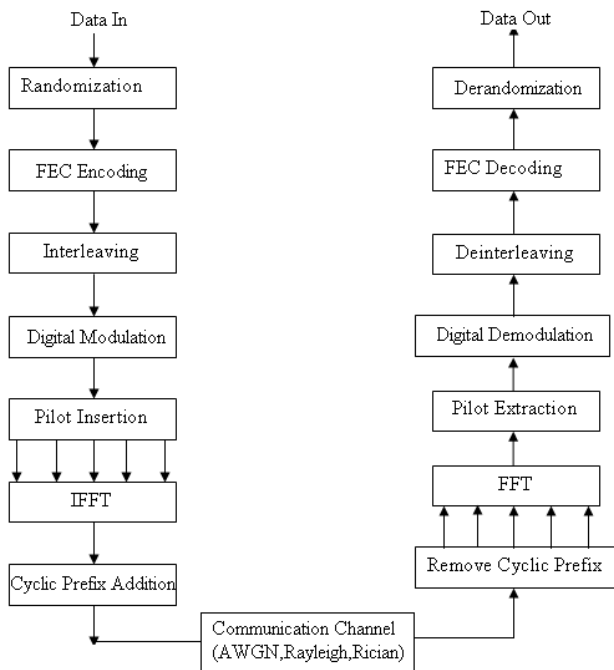 Data In
Randomization
FEC Encoding
Interleaving
Digital Modulation
Pilot Insertion
IFFT
Cyclic Prefix Addition
Communication Channel
(AWGN,Rayleigh,Rician)
Data Out
Derandomization
FEC Decoding
Deinterleaving
Digital Demodulation
Pilot Extraction
FFT
Remove Cyclic Prefix